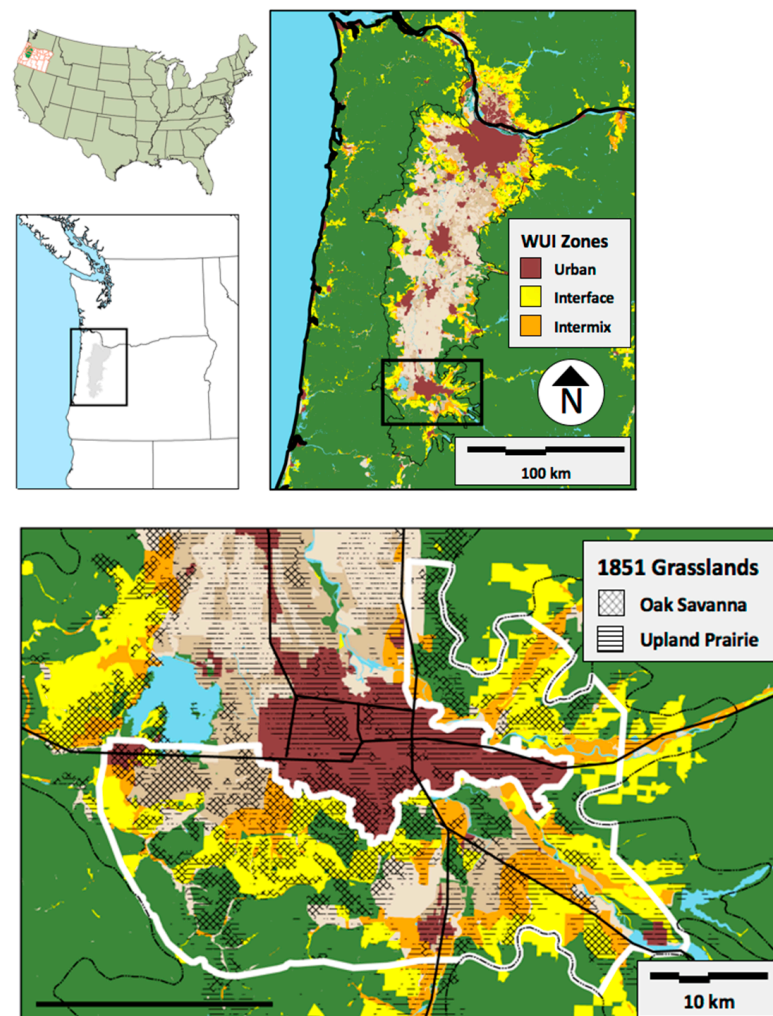 WUI Zones
Urban
Interface
Intermix
N
100 km
1851 Grasslands
Oak Savanna
Upland Prairie
10 km